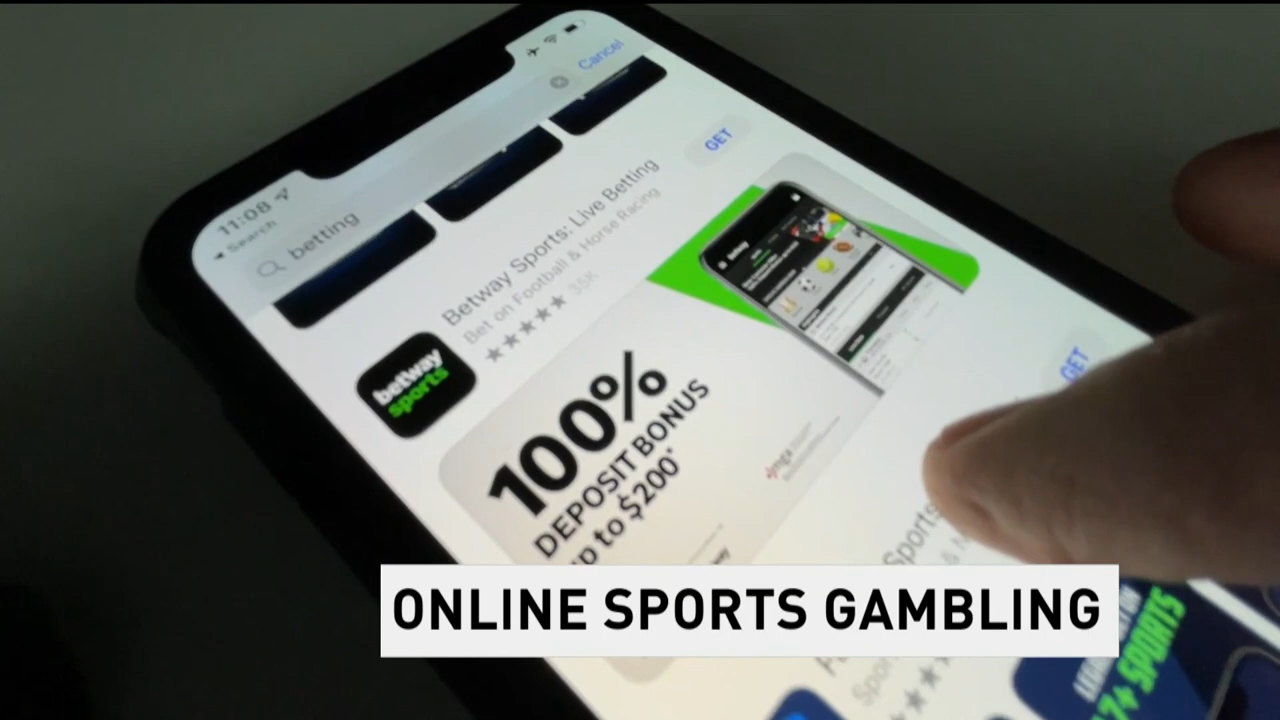 11:08
Search
betting
Cancel
GET
Betway Sports: Live Betting
Bet on Football & Horse Racing
35K
betway
sports
100%
DEPOSIT BONUS
up to $200*
GET
Sports
ONLINE SPORTS GAMBLING
SPORTS